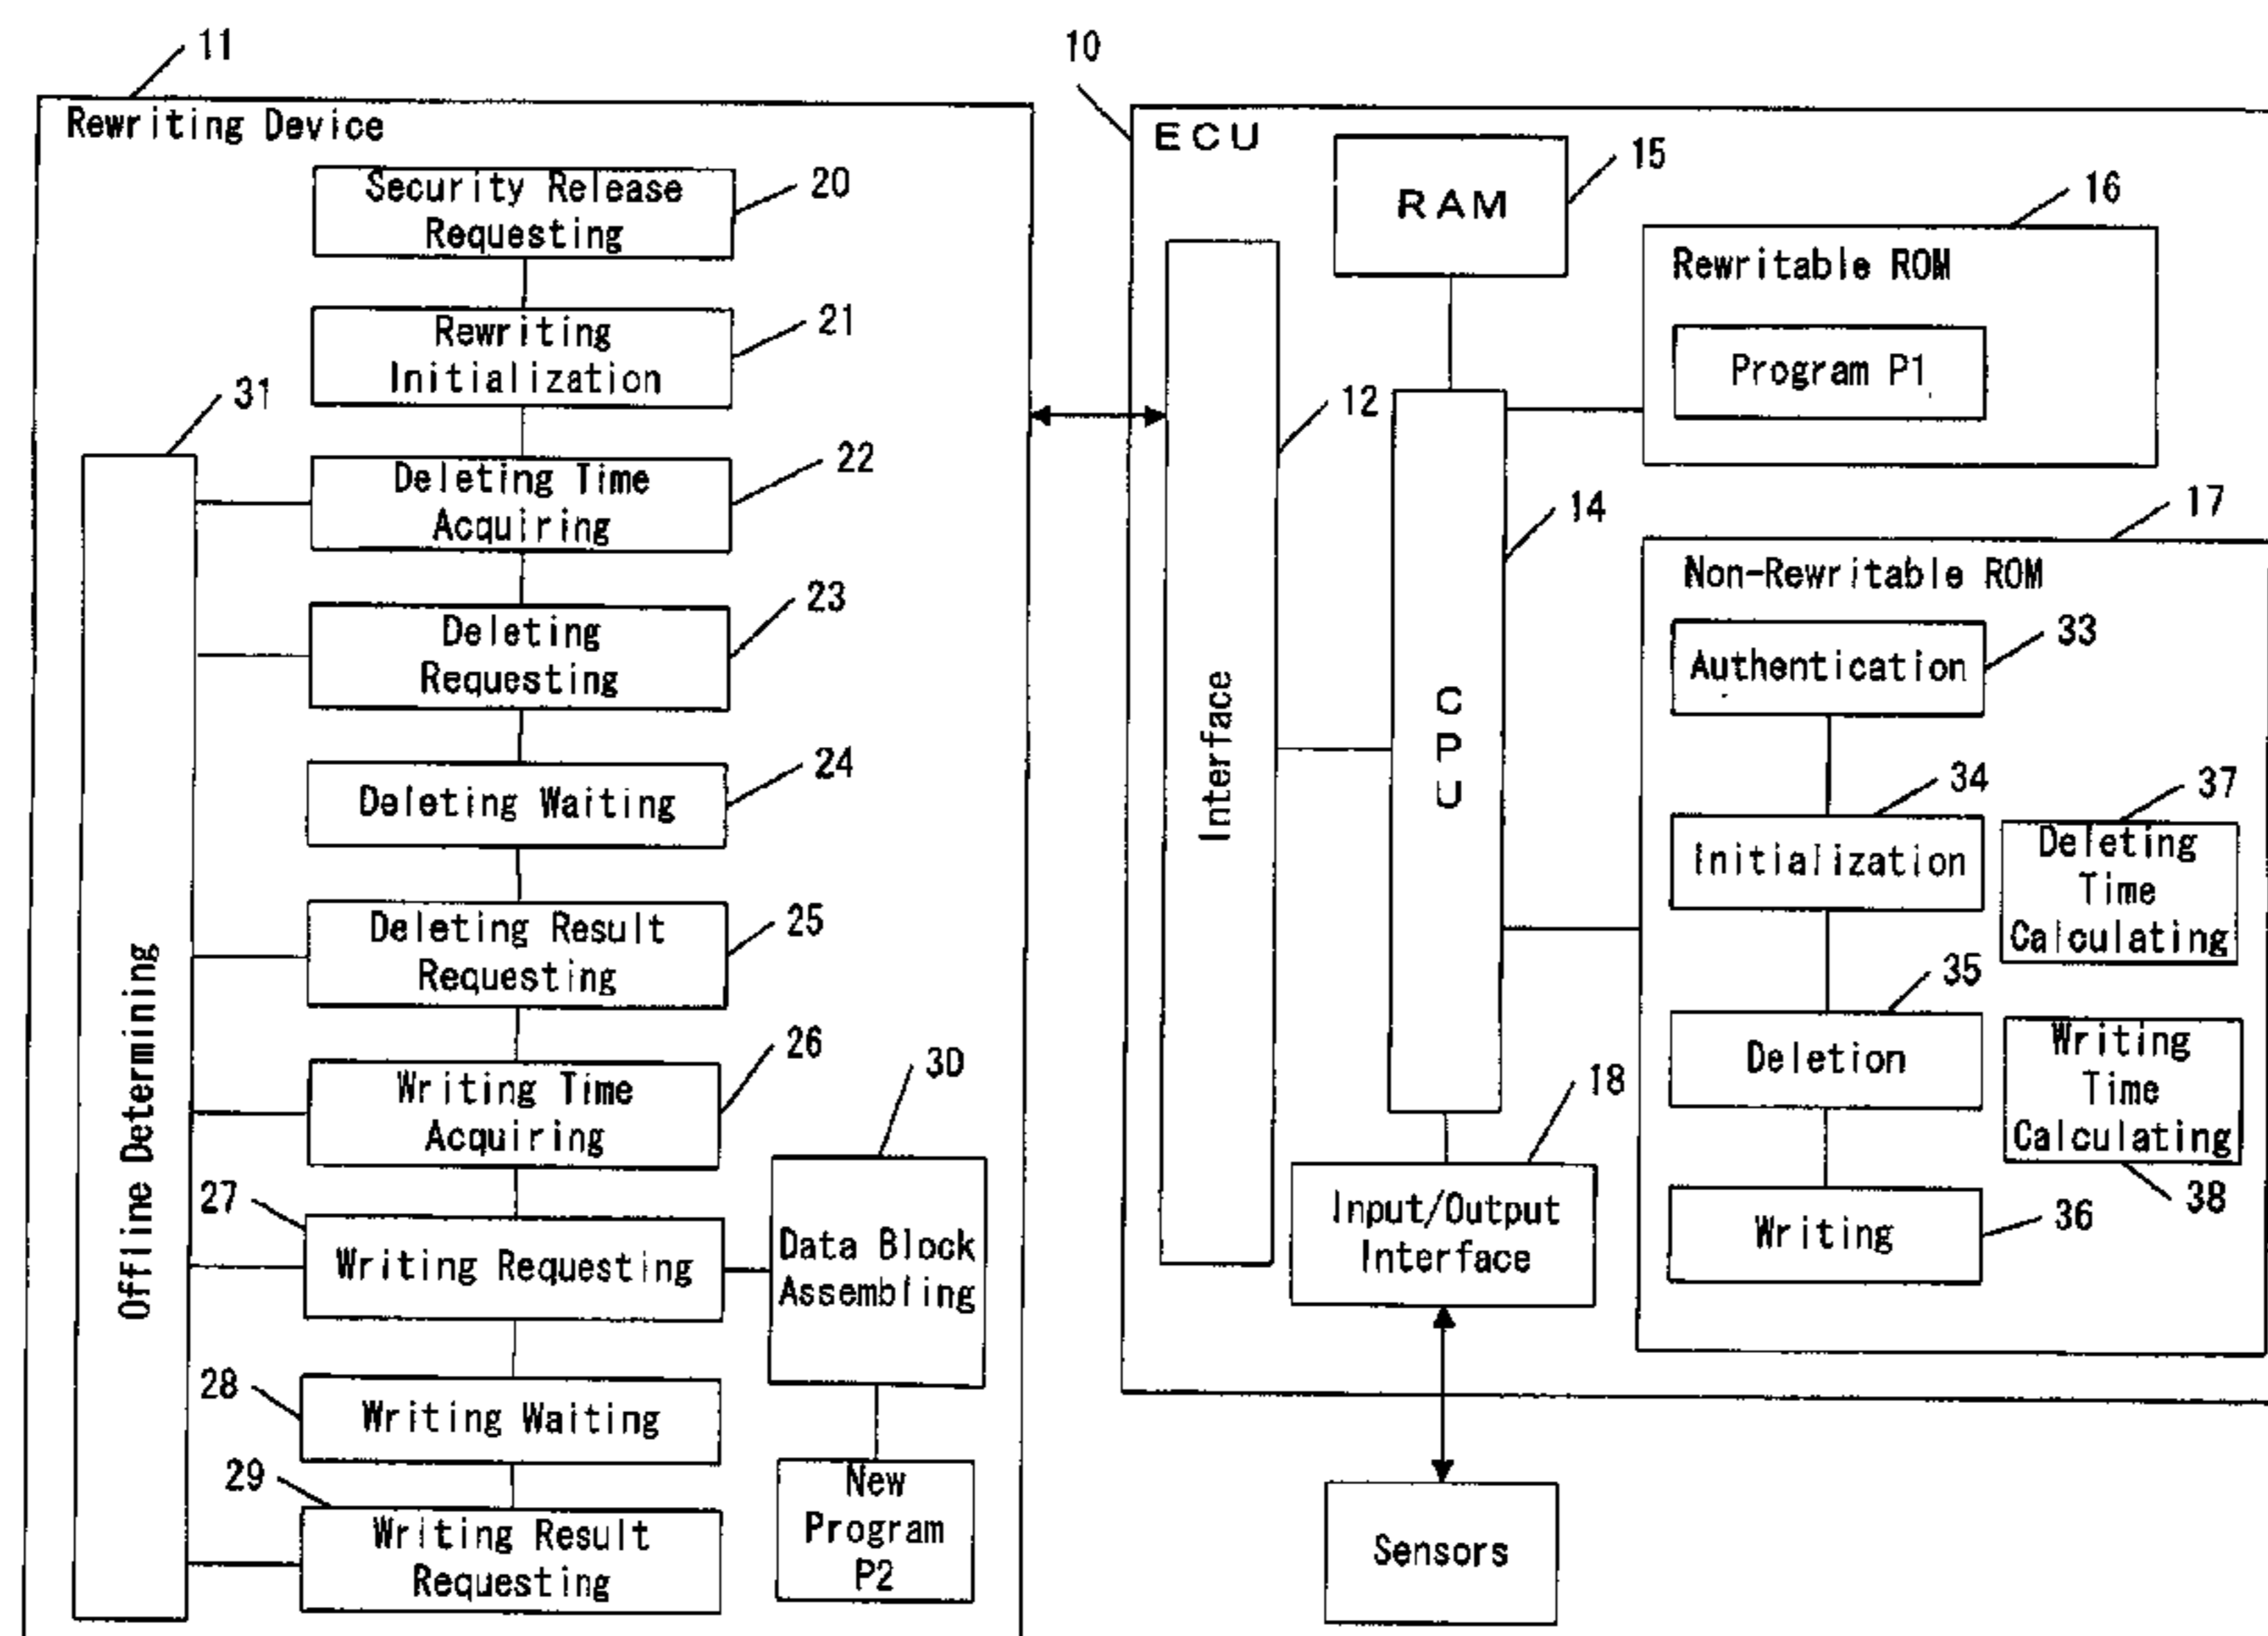 11
Rewriting Device
Security Release
Requesting
20
Rewriting
Initialization
21
31
Deleting Time
Acquiring
22
Deleting
Requesting
23
Deleting Waiting
24
Deleting Result
Requesting
25
Writing Time
Acquiring
26
30
27
Writing Requesting
Data Block
Assembling
28
Writing Waiting
29
Writing Result
Requesting
New
Program
P2
Offline Determining
10
ECU
RAM
15
16
Rewritable ROM
Program P1
12
Interface
14
CPU
17
Non-Rewritable ROM
Authentication
33
34
Initialization
37
Deleting
Time
Calculating
35
Deletion
Writing
Time
Calculating
38
Writing
36
18
Input/Output
Interface
Sensors